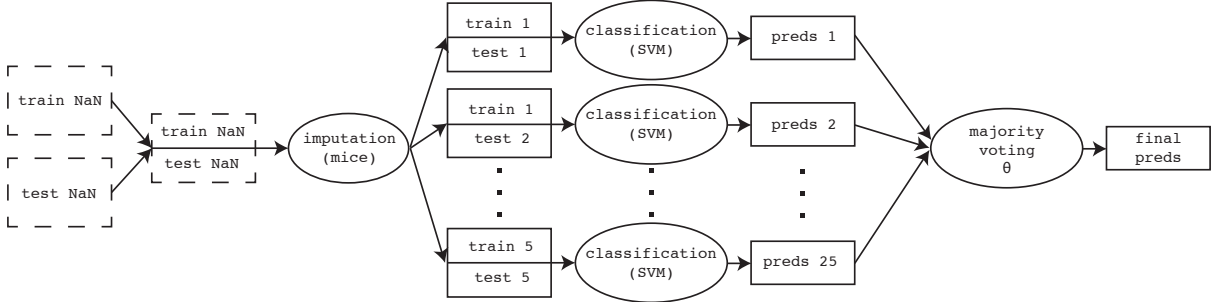 train NaN
test NaN
train NaN
test NaN
imputation
(mice)
train 1
test 1
classification
(SVM)
preds 1
train 1
test 2
classification
(SVM)
preds 2
train 5
test 5
classification
(SVM)
preds 25
majority
voting
θ
final
preds